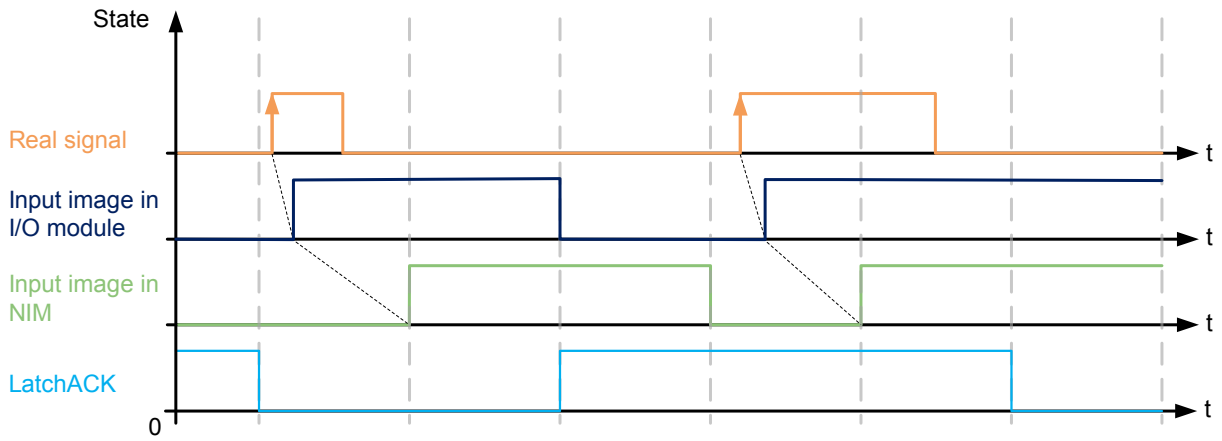 State
Real signal
t
Input image in
I/O module
t
Input image in
NIM
t
LatchACK
t
0